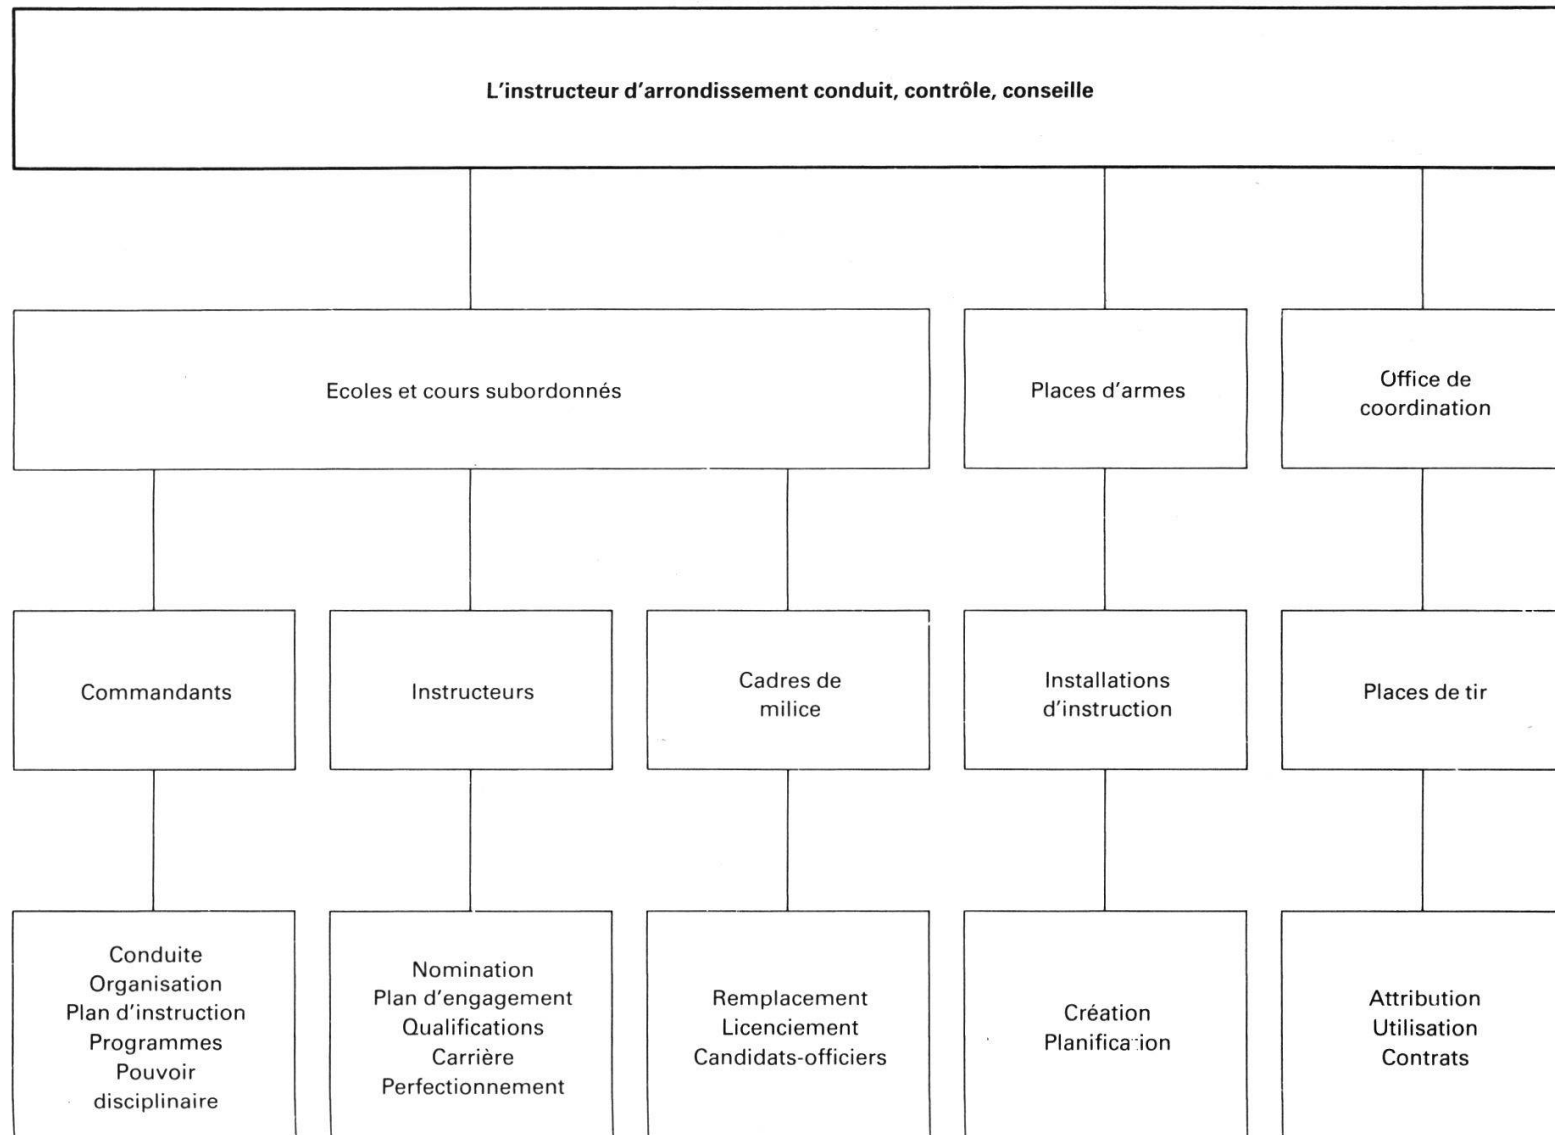 L'instructeur d'arrondissement conduit, contrôle, conseille
Ecoles et cours subordonnés
Places d'armes
Office de
coordination
Commandants
Instructeurs
Cadres de
milice
Installations
d'instruction
Places de tir
Conduite
Organisation
Plan d'instruction
Programmes
Pouvoir
disciplinaire
Nomination
Plan d'engagement
Qualifications
Carrière
Perfectionnement
Remplacement
Licenciement
Candidats-officiers
Création
Planification
Attribution
Utilisation
Contrats